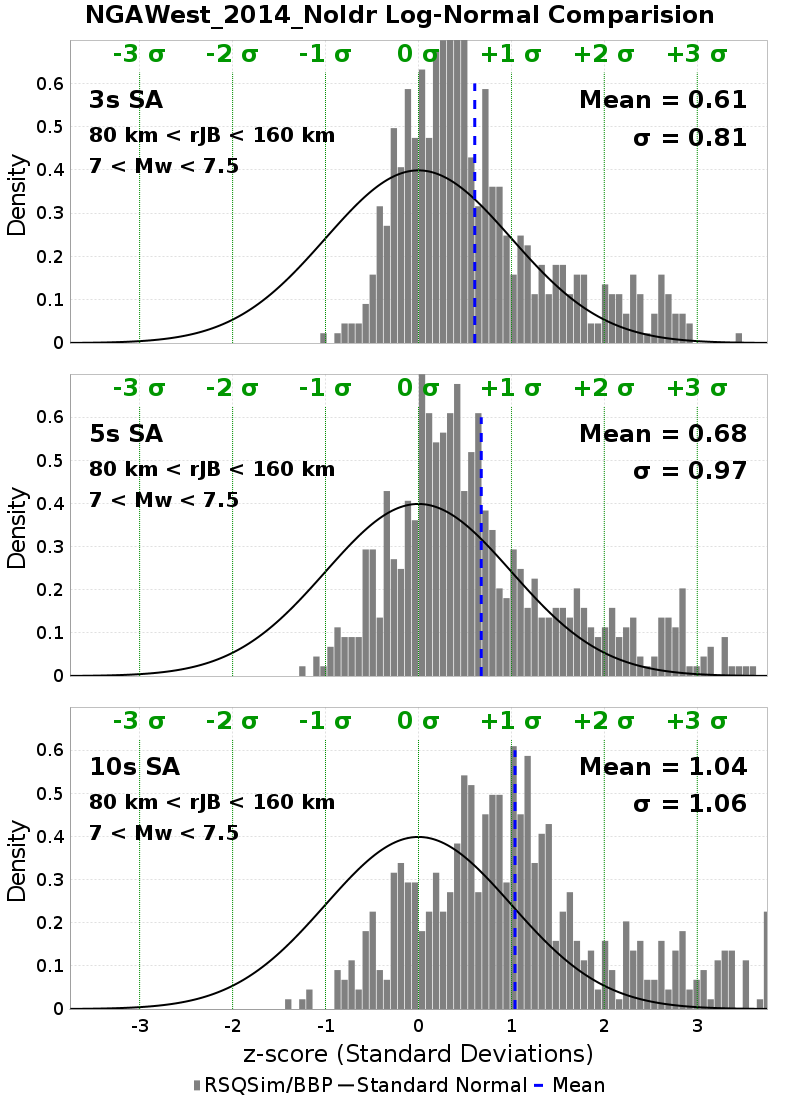 NGAWest_2014_NoIdr Log-Normal Comparision
-3 σ -2 σ -1 σ 0 σ +1 σ +2 σ +3 σ
3s SA
Mean = 0.61
80 km < rJB < 160 km
σ = 0.81
7 < Mw < 7.5
Density
0.6
0.5
0.4
0.3
0.2
0.1
0
-3 σ -2 σ -1 σ 0 σ +1 σ +2 σ +3 σ
5s SA
Mean = 0.68
80 km < rJB < 160 km
σ = 0.97
7 < Mw < 7.5
Density
0.6
0.5
0.4
0.3
0.2
0.1
0
-3 σ -2 σ -1 σ 0 σ +1 σ +2 σ +3 σ
10s SA
Mean = 1.04
80 km < rJB < 160 km
σ = 1.06
7 < Mw < 7.5
Density
0.6
0.5
0.4
0.3
0.2
0.1
0
-3 -2 -1 0 1 2 3
z-score (Standard Deviations)
RSQSim/BBP Standard Normal Mean